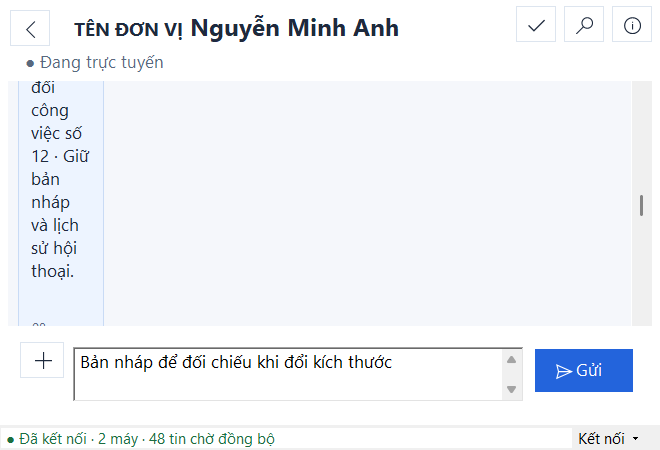 TÊN ĐƠN VỊ Nguyễn Minh Anh
● Đang trực tuyến
đổi
công
việc số
12 · Giữ
bản
nháp
và lịch
sử hội
thoại.
Bản nháp để đối chiếu khi đổi kích thước
Gửi
● Đã kết nối · 2 máy · 48 tin chờ đồng bộ
Kết nối